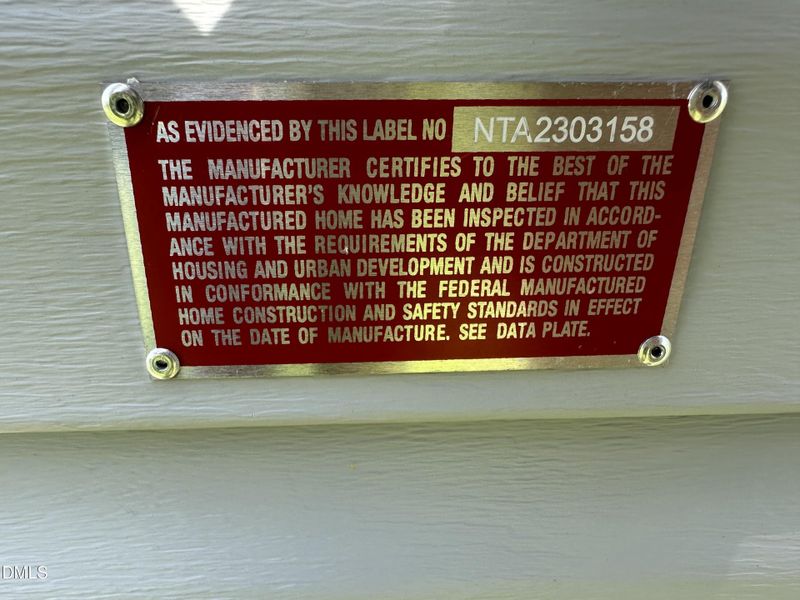 AS EVIDENCED BY THIS LABEL NO NTA2303158
THE MANUFACTURER CERTIFIES TO THE BEST OF THE
MANUFACTURER'S KNOWLEDGE AND BELIEF THAT THIS
MANUFACTURED HOME HAS BEEN INSPECTED IN ACCORD-
ANCE WITH THE REQUIREMENTS OF THE DEPARTMENT OF
HOUSING AND URBAN DEVELOPMENT AND IS CONSTRUCTED
IN CONFORMANCE WITH THE FEDERAL MANUFACTURED
HOME CONSTRUCTION AND SAFETY STANDARDS IN EFFECT
ON THE DATE OF MANUFACTURE. SEE DATA PLATE.
DMLS